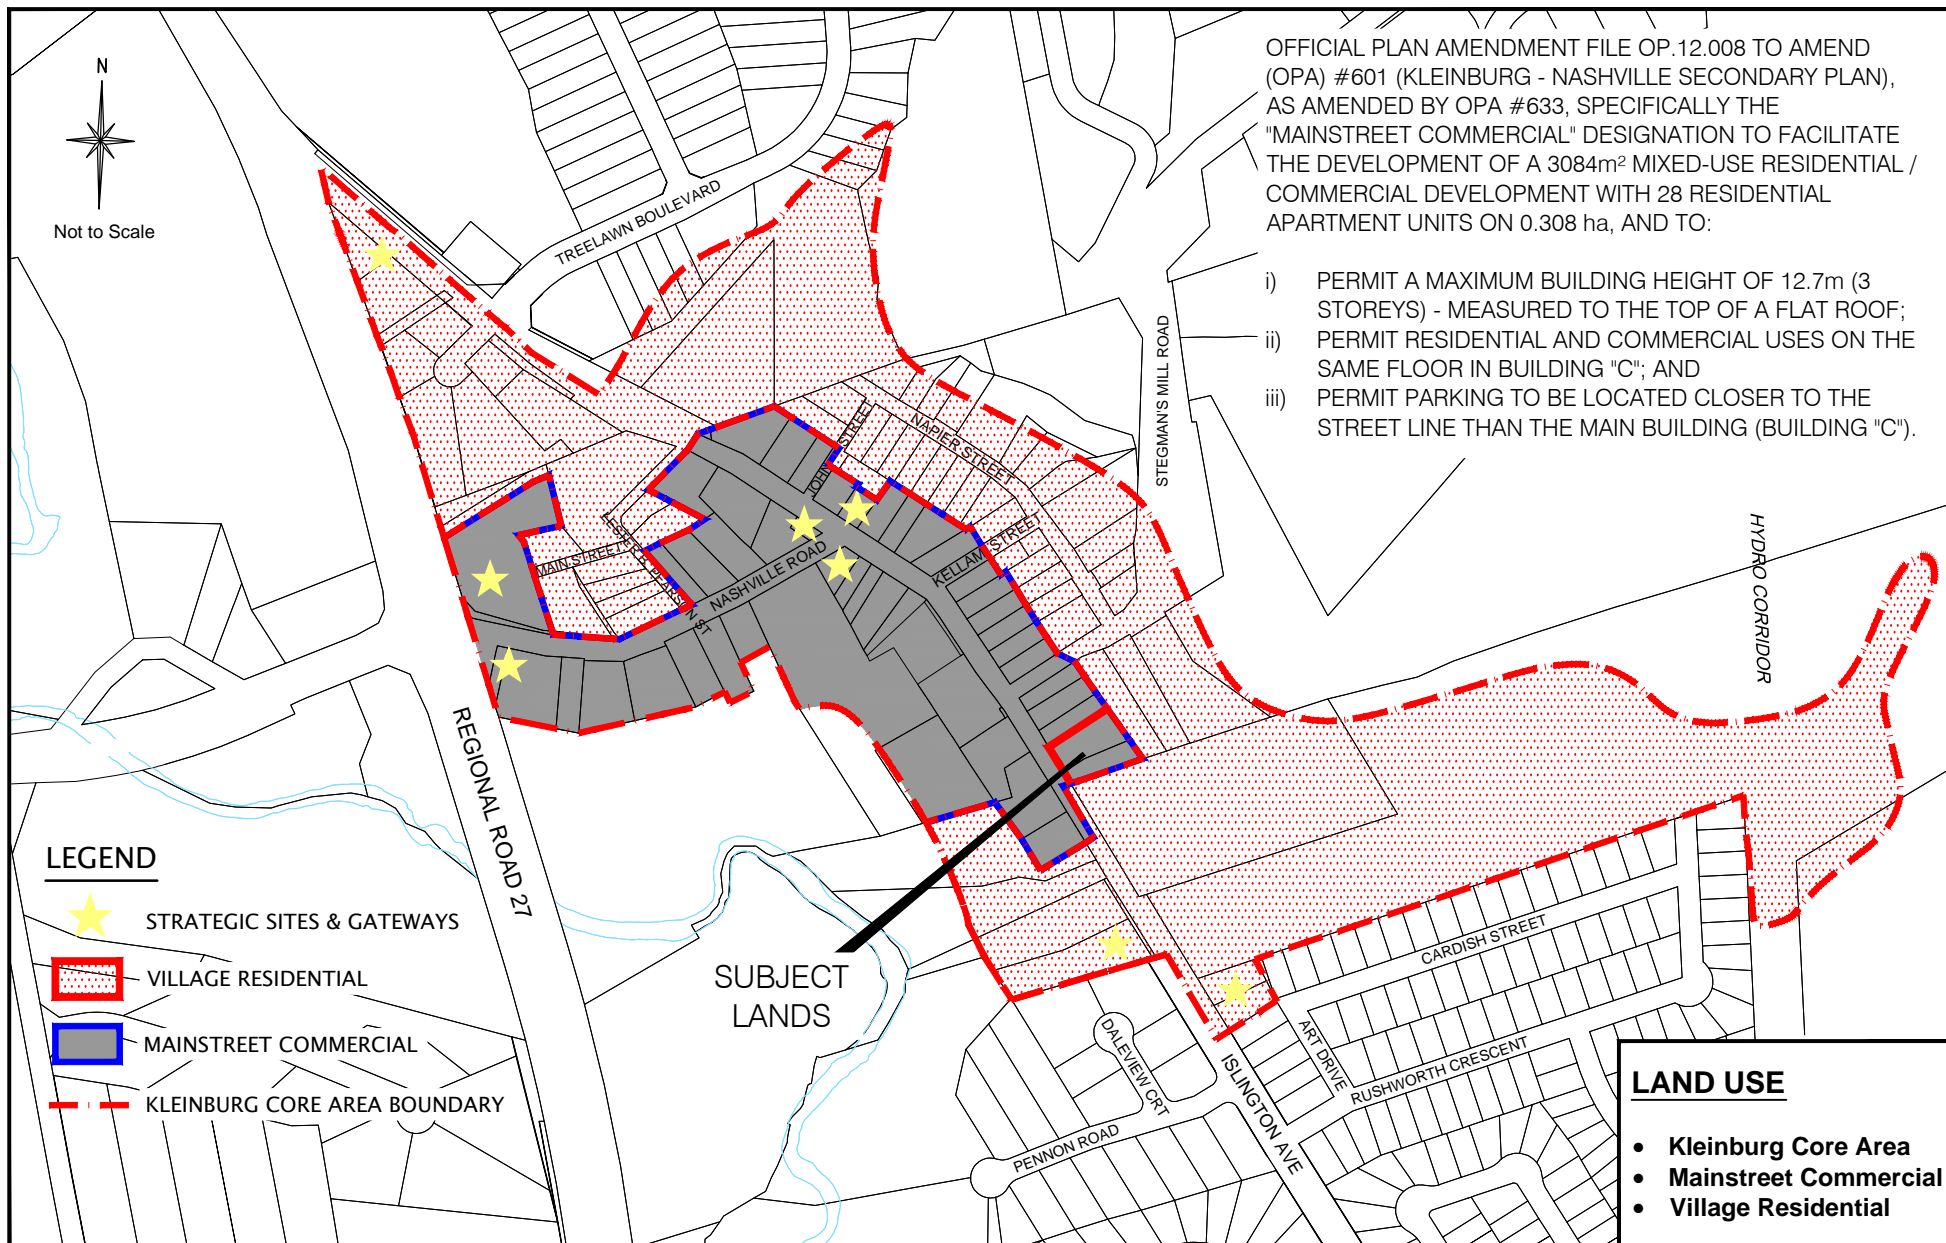 N
Not to Scale
OFFICIAL PLAN AMENDMENT FILE OP.12.008 TO AMEND
(OPA) #601 (KLEINBURG - NASHVILLE SECONDARY PLAN),
AS AMENDED BY OPA #633, SPECIFICALLY THE
"MAINSTREET COMMERCIAL" DESIGNATION TO FACILITATE
THE DEVELOPMENT OF A 3084m² MIXED-USE RESIDENTIAL /
COMMERCIAL DEVELOPMENT WITH 28 RESIDENTIAL
APARTMENT UNITS ON 0.308 ha, AND TO:
i) PERMIT A MAXIMUM BUILDING HEIGHT OF 12.7m (3
STOREYS) - MEASURED TO THE TOP OF A FLAT ROOF;
ii) PERMIT RESIDENTIAL AND COMMERCIAL USES ON THE
SAME FLOOR IN BUILDING "C"; AND
iii) PERMIT PARKING TO BE LOCATED CLOSER TO THE
STREET LINE THAN THE MAIN BUILDING (BUILDING "C").
TREELAWN BOULEVARD
STEGMAN'S MILL ROAD
JOHN STREET
NAPIER STREET
KELLAM STREET
LESTER B. PEARSON ST
MAIN STREET
NASHVILLE ROAD
HYDRO CORRIDOR
REGIONAL ROAD 27
SUBJECT
LANDS
CARDISH STREET
ART DRIVE
RUSHWORTH CRESCENT
DALEVIEW CRT
ISLINGTON AVE
PENNON ROAD
LEGEND
STRATEGIC SITES & GATEWAYS
VILLAGE RESIDENTIAL
MAINSTREET COMMERCIAL
KLEINBURG CORE AREA BOUNDARY
LAND USE
• Kleinburg Core Area
• Mainstreet Commercial
• Village Residential